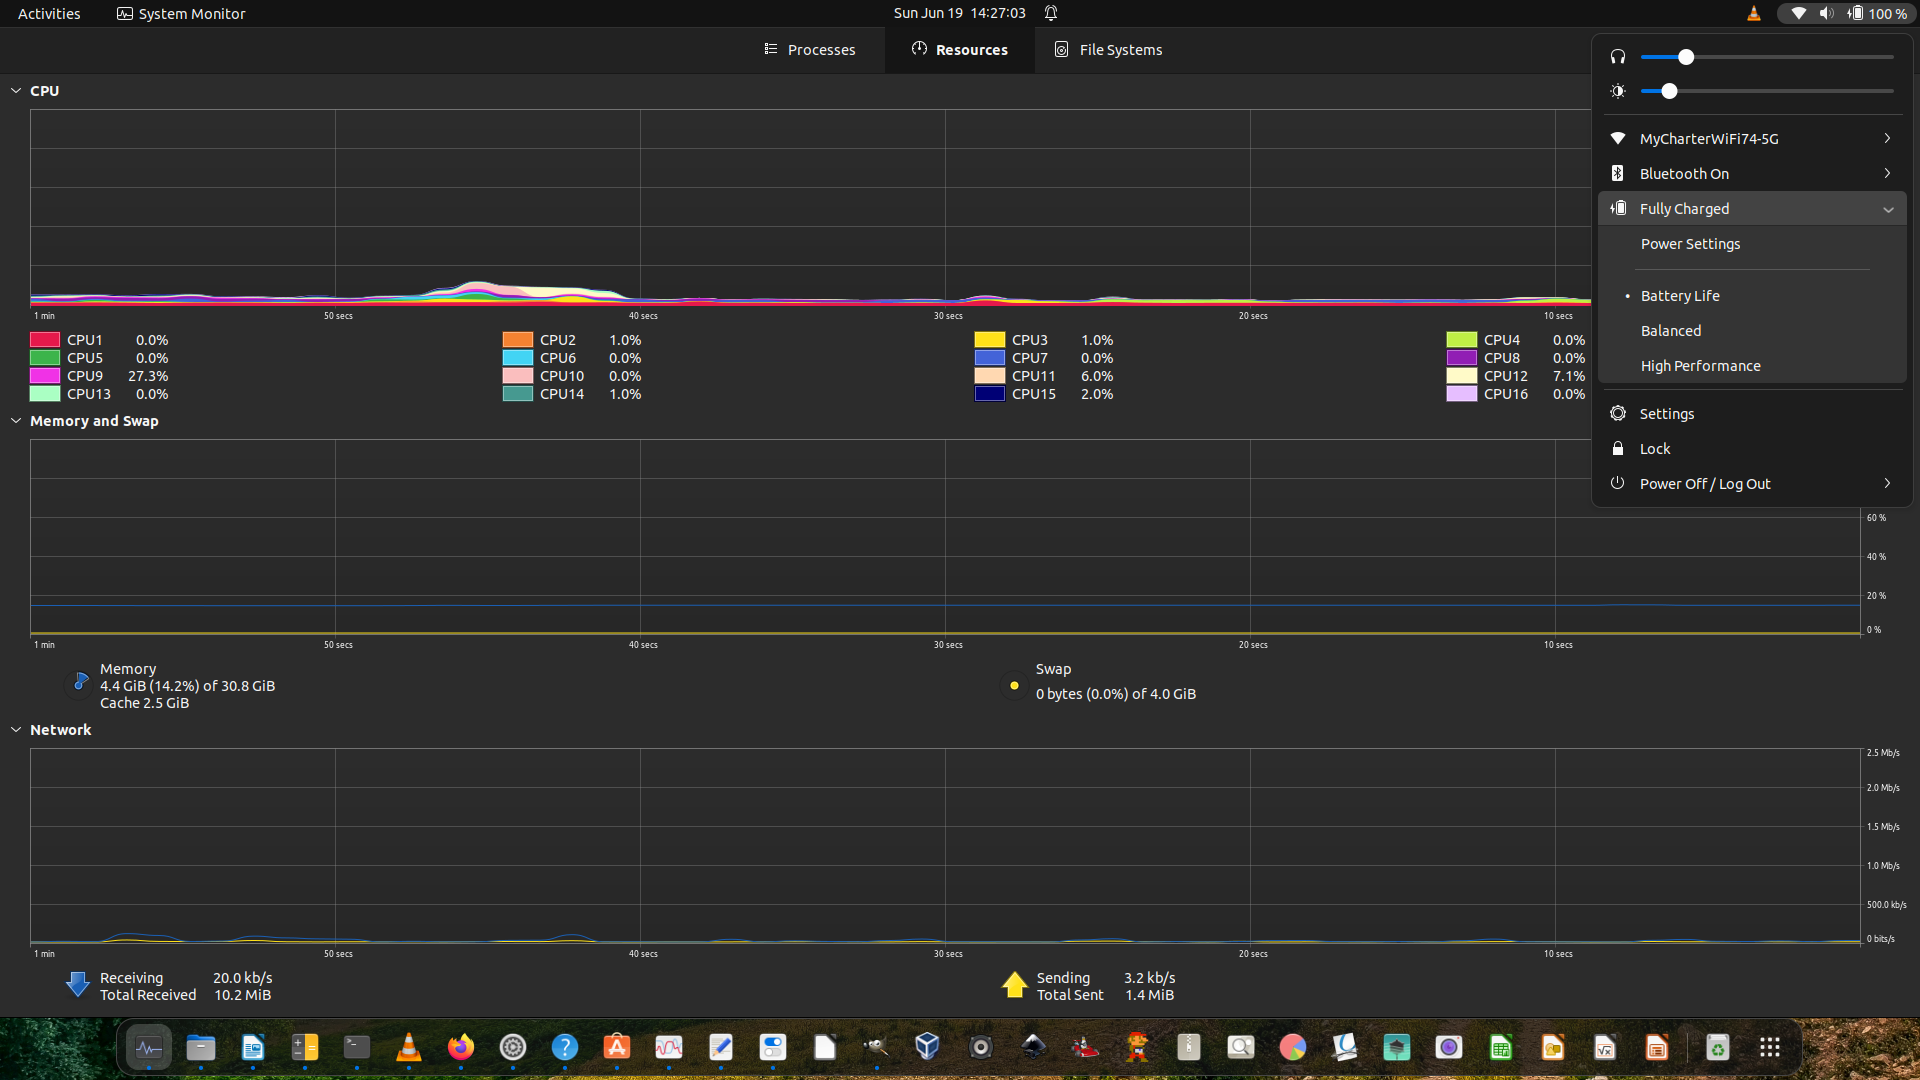 Activities
System Monitor
Sun Jun 19 14:27:03
100 %
Processes
Resources
File Systems
CPU
1 min 50 secs 40 secs 30 secs 20 secs 10 secs
CPU1 0.0% CPU2 1.0% CPU3 1.0% CPU4 0.0%
CPU5 0.0% CPU6 0.0% CPU7 0.0% CPU8 0.0%
CPU9 27.3% CPU10 0.0% CPU11 6.0% CPU12 7.1%
CPU13 0.0% CPU14 1.0% CPU15 2.0% CPU16 0.0%
MyCharterWiFi74-5G
Bluetooth On
Fully Charged
Power Settings
Battery Life
Balanced
High Performance
Settings
Lock
Power Off / Log Out
Memory and Swap
60 %
40 %
20 %
0 %
1 min 50 secs 40 secs 30 secs 20 secs 10 secs
Memory
4.4 GiB (14.2%) of 30.8 GiB
Cache 2.5 GiB
Swap
0 bytes (0.0%) of 4.0 GiB
Network
2.5 Mb/s
2.0 Mb/s
1.5 Mb/s
1.0 Mb/s
500.0 kb/s
0 bits/s
1 min 50 secs 40 secs 30 secs 20 secs 10 secs
Receiving 20.0 kb/s
Total Received 10.2 MiB
Sending 3.2 kb/s
Total Sent 1.4 MiB